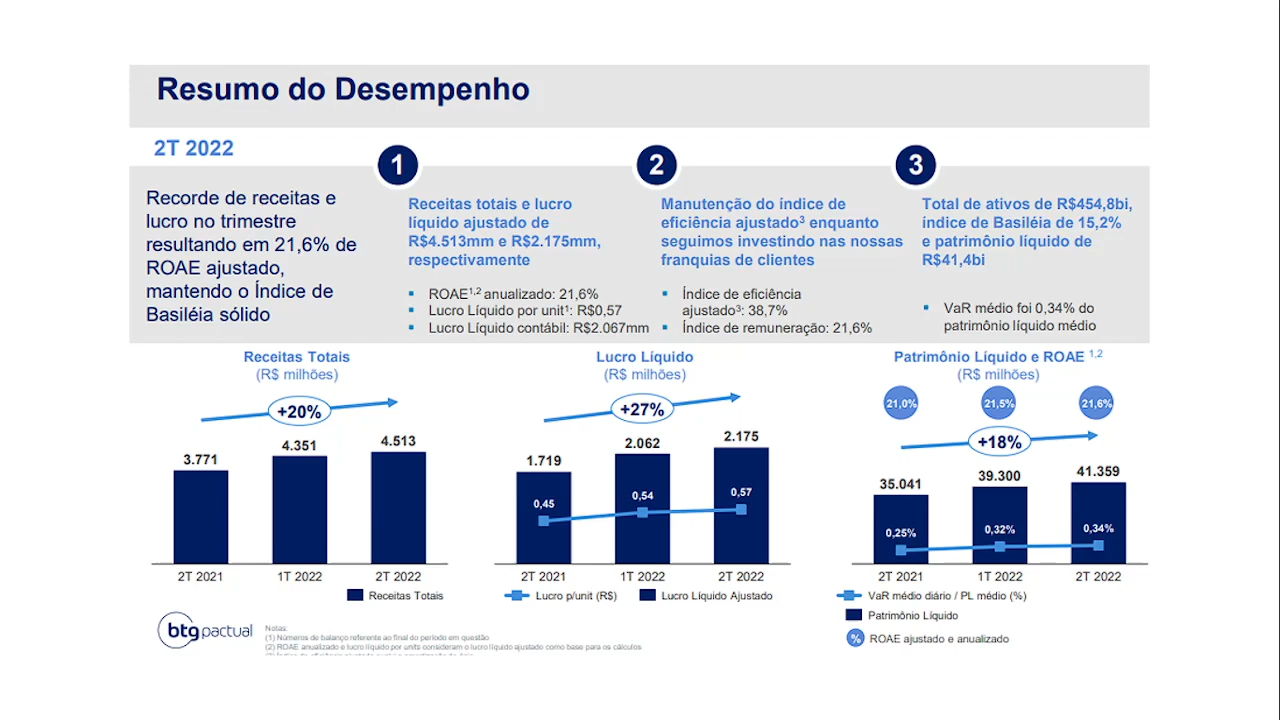 Resumo do Desempenho
2T 2022
Recorde de receitas e
lucro no trimestre
resultando em 21,6% de
ROAE ajustado,
mantendo o Índice de
Basiléia sólido
1
Receitas totais e lucro
líquido ajustado de
R$4.513mm e R$2.175mm,
respectivamente
ROAE1,2 anualizado: 21,6%
Lucro Líquido por unit1: R$0,57
Lucro Líquido contábil: R$2.067mm
2
Manutenção do índice de
eficiência ajustado3 enquanto
seguimos investindo nas nossas
franquias de clientes
Índice de eficiência
ajustado3: 38,7%
Índice de remuneração: 21,6%
3
Total de ativos de R$454,8bi,
índice de Basiléia de 15,2%
e patrimônio líquido de
R$41,4bi
VaR médio foi 0,34% do
patrimônio líquido médio
Receitas Totais
(R$ milhões)
+20%
3.771
4.351
4.513
2T 2021
1T 2022
2T 2022
Receitas Totais
Lucro Líquido
(R$ milhões)
+27%
1.719
2.062
2.175
0,45
0,54
0,57
2T 2021
1T 2022
2T 2022
Lucro p/unit (R$)
Lucro Líquido Ajustado
Patrimônio Líquido e ROAE 1,2
(R$ milhões)
21,0%
21,5%
21,6%
+18%
35.041
39.300
41.359
0,25%
0,32%
0,34%
2T 2021
1T 2022
2T 2022
VaR médio diário / PL médio (%)
Patrimônio Líquido
% ROAE ajustado e anualizado
btg pactual
Notas:
(1) Números de balanço referente ao final do período em questão
(2) ROAE anualizado e lucro líquido por units consideram o lucro líquido ajustado como base para os cálculos